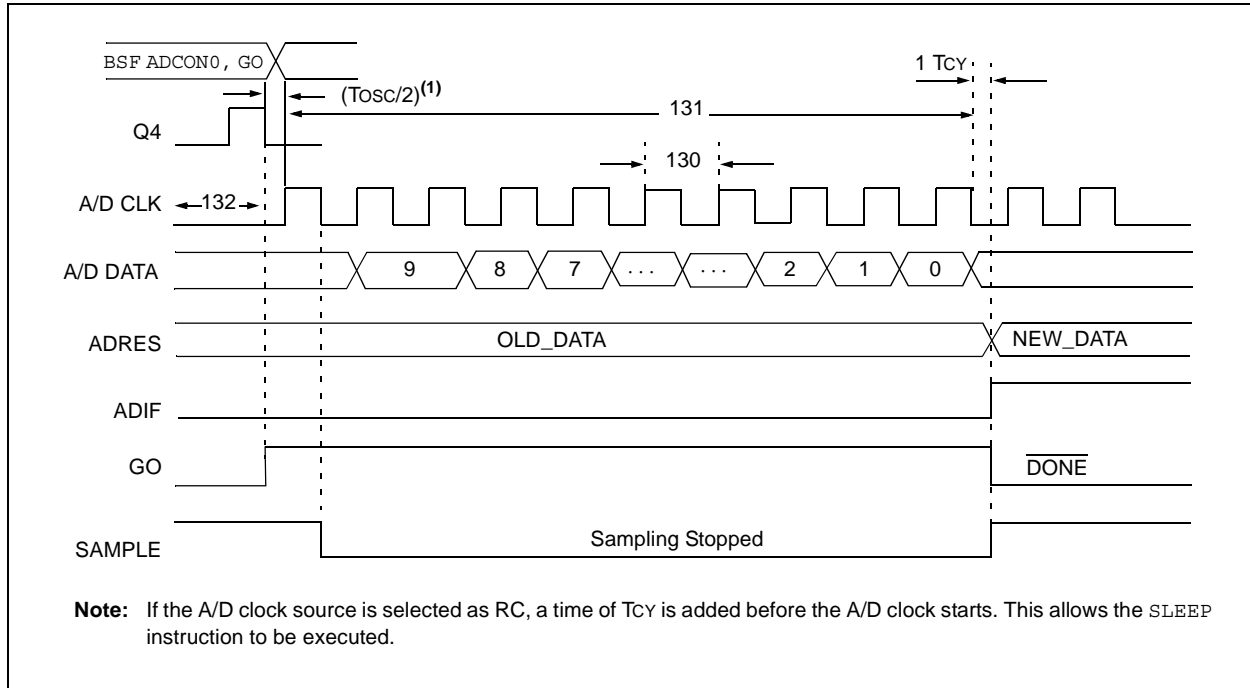 BSF ADCON0, GO
(TOSC/2)(1)
1 TCY
131
Q4
130
A/D CLK
132
A/D DATA
9 8 7 . . . . . . 2 1 0
ADRES
OLD_DATA
NEW_DATA
ADIF
GO
DONE
SAMPLE
Sampling Stopped
Note: If the A/D clock source is selected as RC, a time of TCY is added before the A/D clock starts. This allows the SLEEP
instruction to be executed.